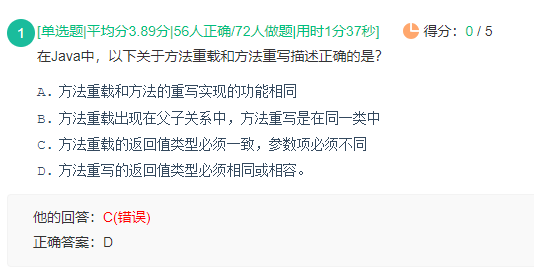 1 [单选题|平均分3.89分|56人正确/72人做题|用时1分37秒] 得分：0 / 5
在Java中，以下关于方法重载和方法重写描述正确的是?
A. 方法重载和方法的重写实现的功能相同
B. 方法重载出现在父子关系中，方法重写是在同一类中
C. 方法重载的返回值类型必须一致，参数项必须不同
D. 方法重写的返回值类型必须相同或相容。
他的回答：C(错误)
正确答案：D